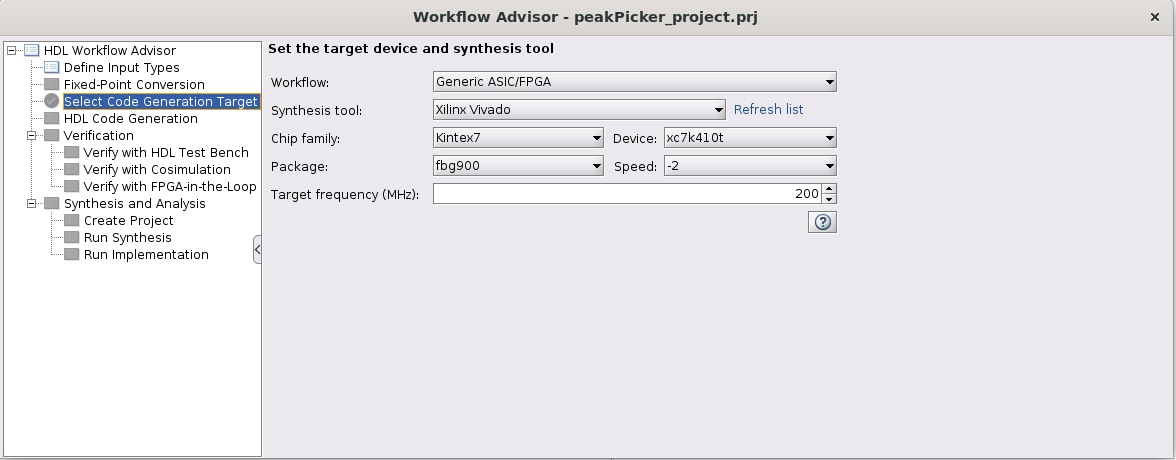 Workflow Advisor - peakPicker_project.prj
HDL Workflow Advisor
Define Input Types
Fixed-Point Conversion
Select Code Generation Target
HDL Code Generation
Verification
Verify with HDL Test Bench
Verify with Cosimulation
Verify with FPGA-in-the-Loop
Synthesis and Analysis
Create Project
Run Synthesis
Run Implementation
Set the target device and synthesis tool
Workflow: Generic ASIC/FPGA
Synthesis tool: Xilinx Vivado Refresh list
Chip family: Kintex7 Device: xc7k410t
Package: fbg900 Speed: -2
Target frequency (MHz): 200